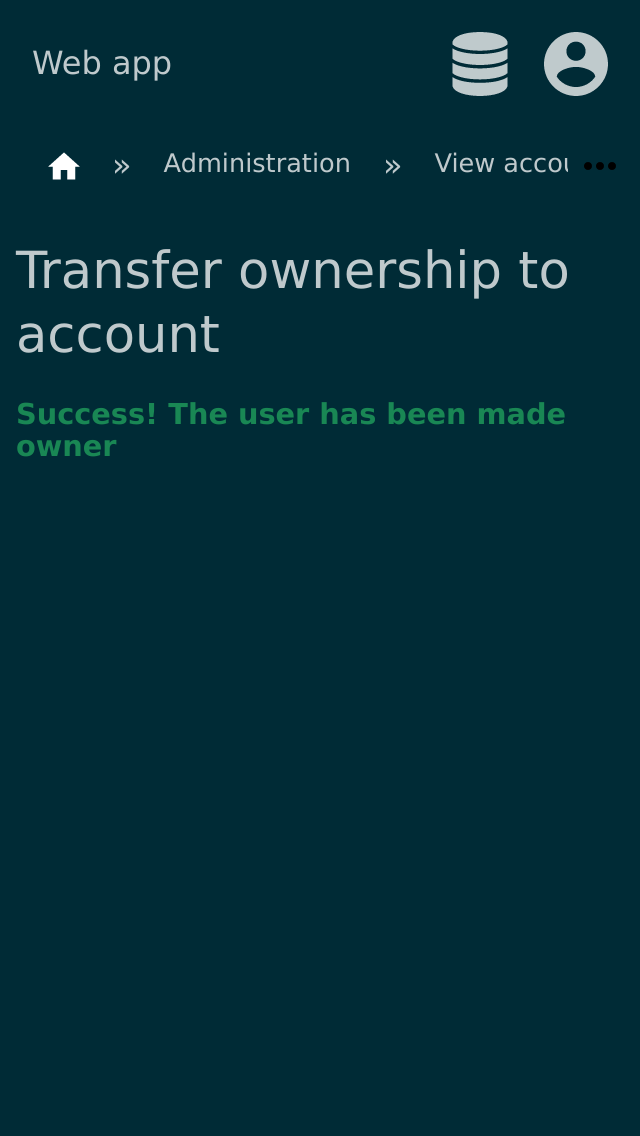 Web app
» Administration » View accou
Transfer ownership to
account
Success! The user has been made
owner